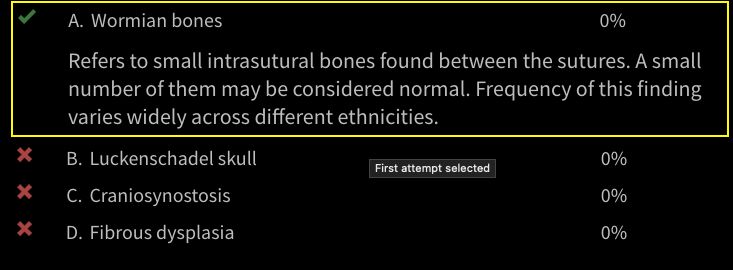 A. Wormian bones 0%
Refers to small intrasutural bones found between the sutures. A small
number of them may be considered normal. Frequency of this finding
varies widely across different ethnicities.
B. Luckenschadel skull 0%
First attempt selected
C. Craniosynostosis 0%
D. Fibrous dysplasia 0%